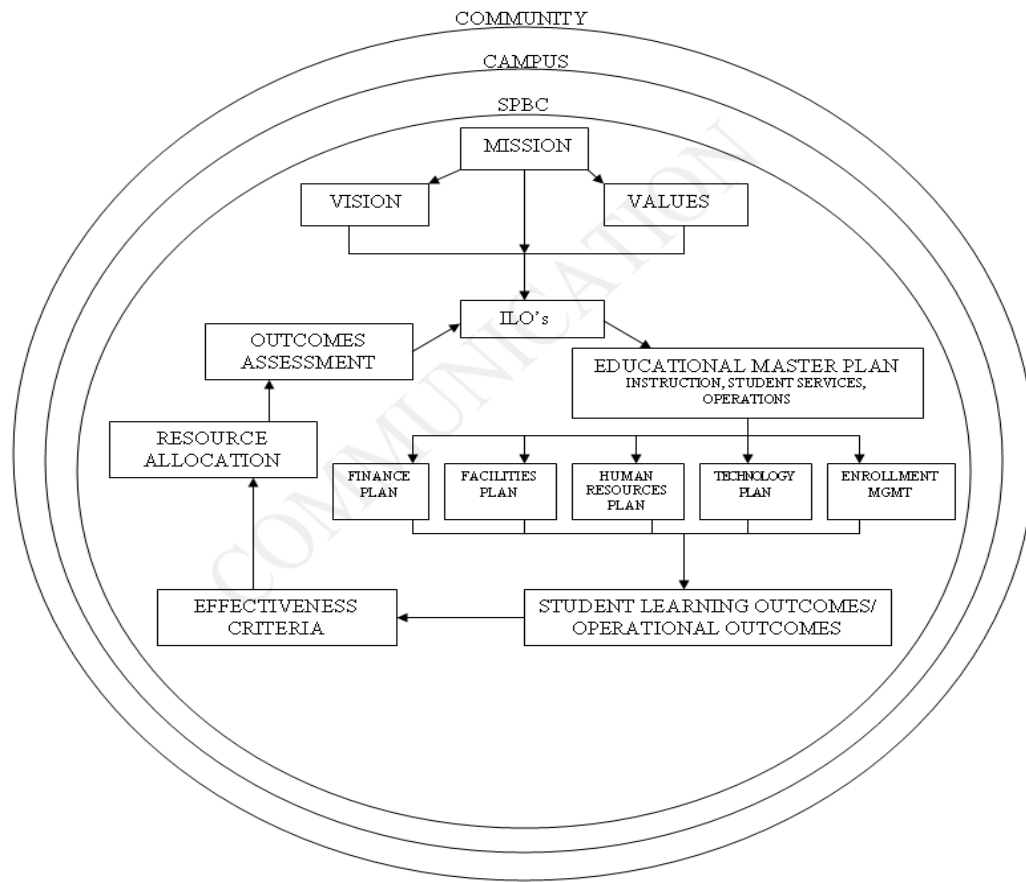 COMMUNITY
CAMPUS
SPBC
MISSION
VISION
VALUES
ILO's
OUTCOMES
ASSESSMENT
EDUCATIONAL MASTER PLAN
INSTRUCTION, STUDENT SERVICES,
OPERATIONS
RESOURCE
ALLOCATION
FINANCE
PLAN
FACILITIES
PLAN
HUMAN
RESOURCES
PLAN
TECHNOLOGY
PLAN
ENROLLMENT
MGMT
EFFECTIVENESS
CRITERIA
STUDENT LEARNING OUTCOMES/
OPERATIONAL OUTCOMES
COMMUNICATION